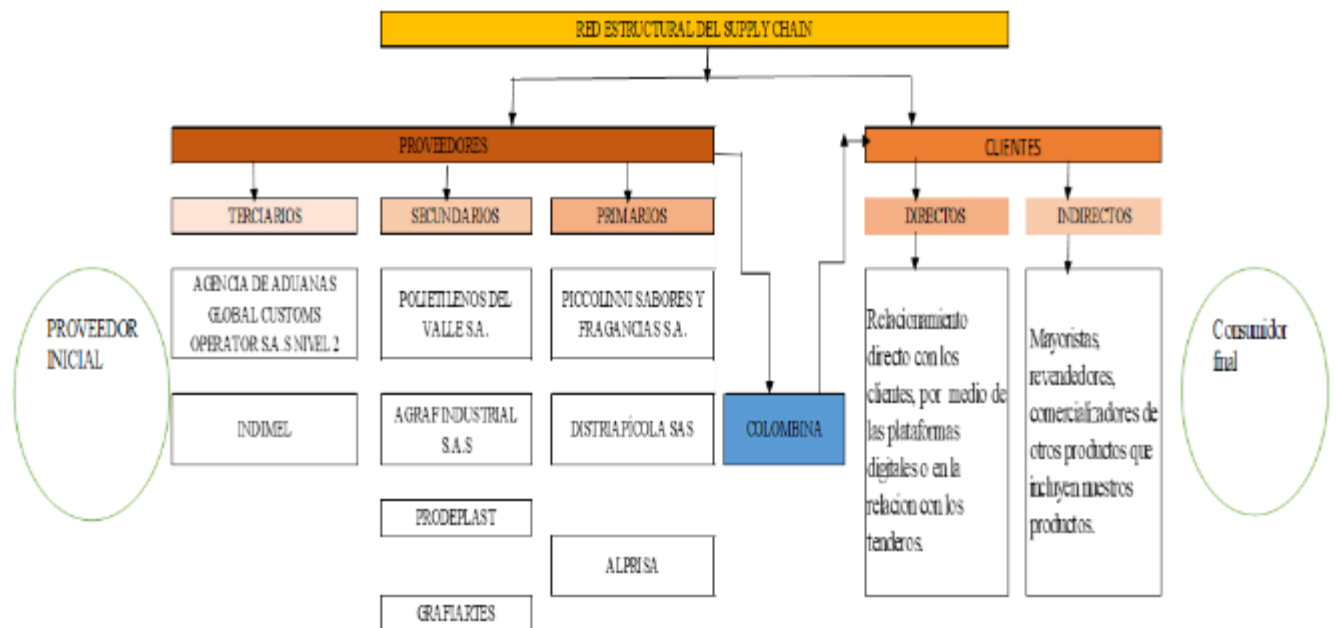 RED ESTRUCTURAL DEL SUPPLY CHAIN
PROVEEDORES
CLIENTES
TERCIARIOS
SECUNDARIOS
PRIMARIOS
DIRECTOS
INDIRECTOS
PROVEEDOR
INICIAL
AGENCIA DE ADUANAS
GLOBAL CUSTOMS
OPERATOR S.A.S NIVEL 2
INDIMEL
POLIETILENOS DEL
VALLE S.A.
AGRAF INDUSTRIAL
S.A.S
PRODEPLAST
GRAFIARTES
PICCOLINNI SABORES Y
FRAGANCIAS S.A.
DISTRIAPÍCOLA SAS
ALPRISA
COLOMBINA
Relacionamiento
directo con los
clientes, por medio de
las plataformas
digitales o en la
relacion con los
tenderos.
Mayoristas,
revendedores,
comercializadores de
otros productos que
incluyen nuestros
productos.
Consumidor
final